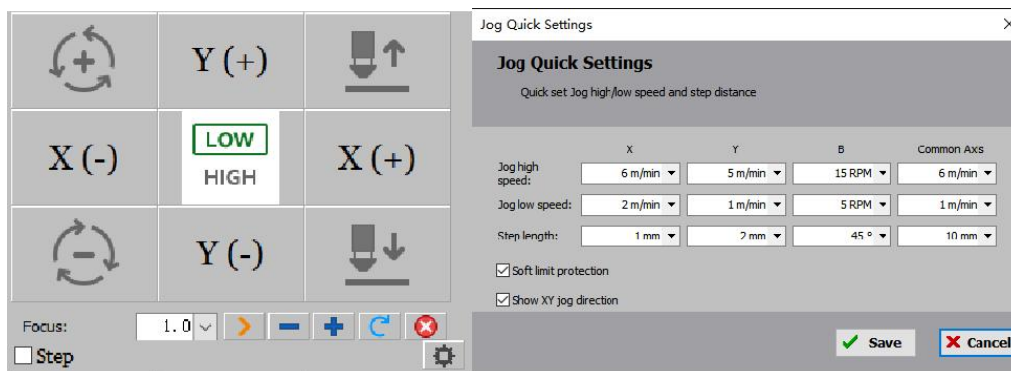 Y (+)
LOW
HIGH
X (-)
X (+)
Y (-)
Focus:
1.0
Step
Jog Quick Settings
Jog Quick Settings
Quick set Jog high/low speed and step distance
X Y B Common Axs
Jog high speed: 6 m/min 5 m/min 15 RPM 6 m/min
Jog low speed: 2 m/min 1 m/min 5 RPM 1 m/min
Step length: 1 mm 2 mm 45 ° 10 mm
Soft limit protection
Show XY jog direction
Save Cancel